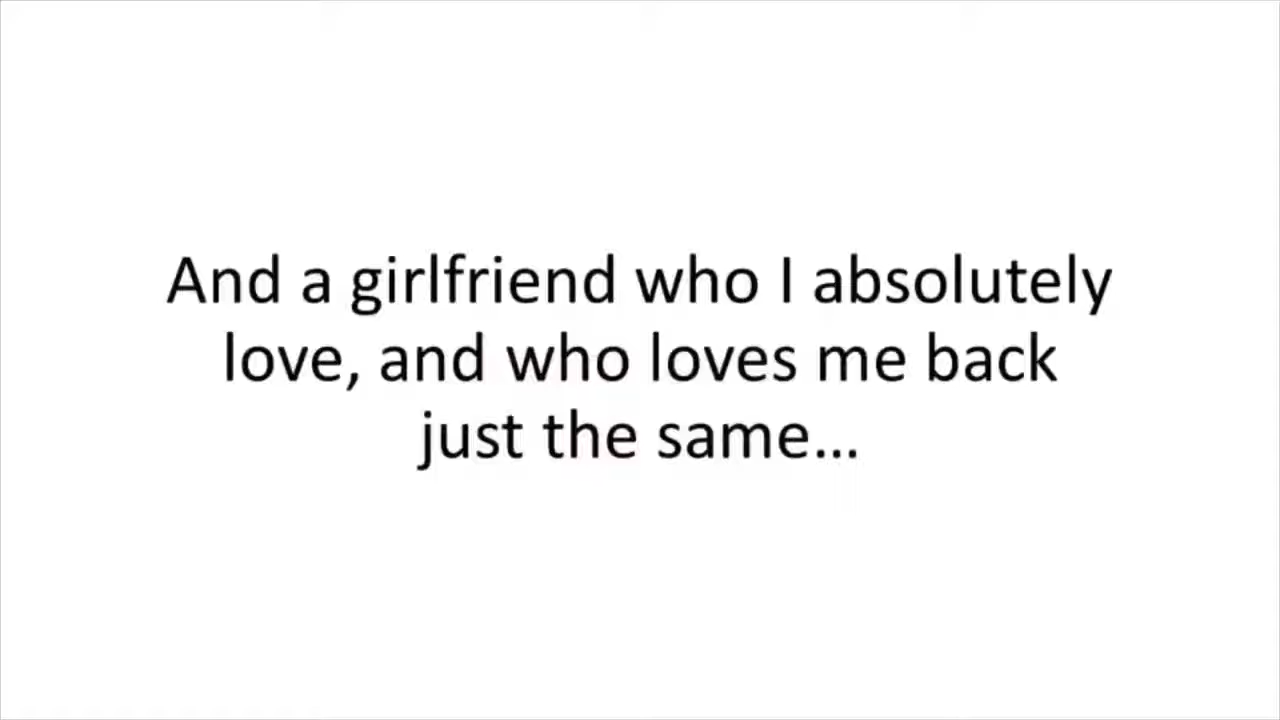 And a girlfriend who I absolutely
love, and who loves me back
just the same...